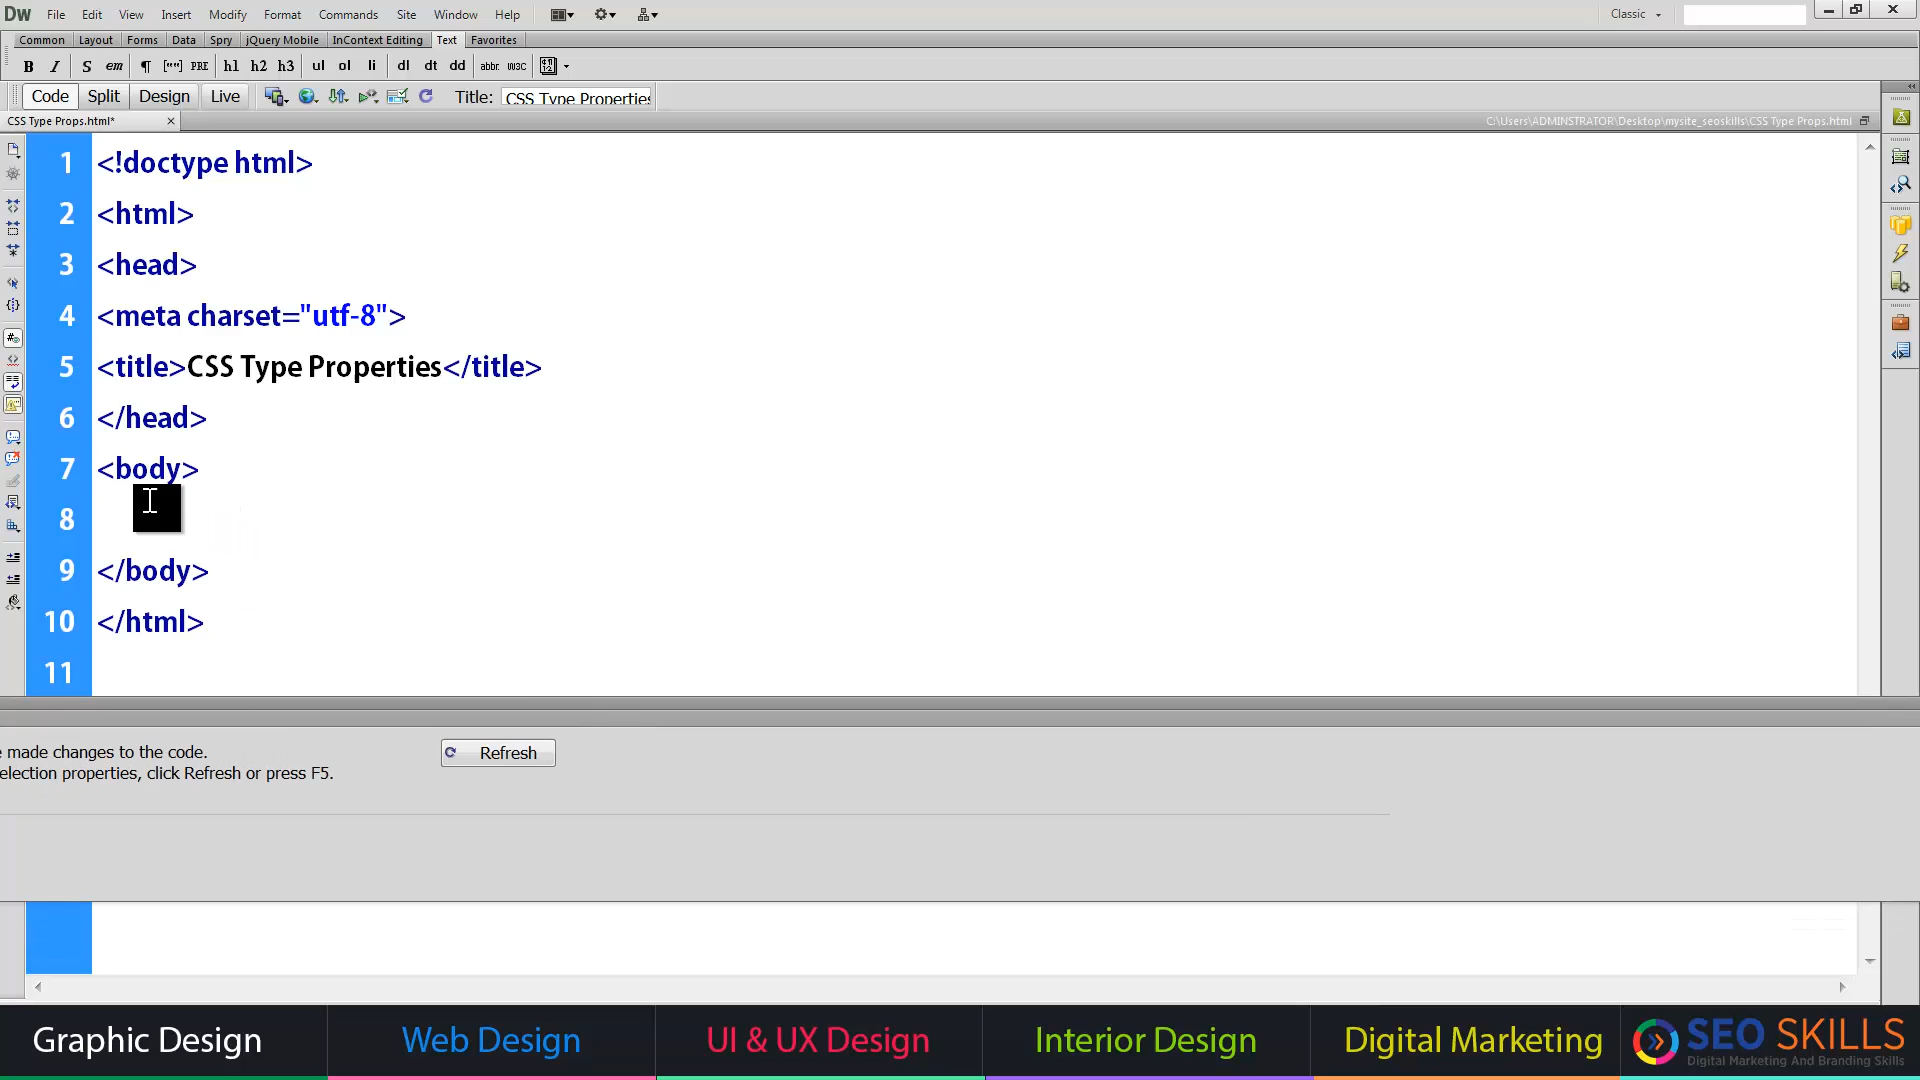 Dw File Edit View Insert Modify Format Commands Site Window Help Classic
Common Layout Forms Data Spry jQuery Mobile InContext Editing Text Favorites
B I S em ¶ [""] PRE h1 h2 h3 ul ol li dl dt dd abbr. W3C
Code Split Design Live Title: CSS Type Properties
CSS Type Props.html* C:\Users\ADMINSTRATOR\Desktop\mysite_seoskills\CSS Type Props.html
1 <!doctype html>
2 <html>
3 <head>
4 <meta charset="utf-8">
5 <title>CSS Type Properties</title>
6 </head>
7 <body>
8
9 </body>
10 </html>
11
made changes to the code. Refresh
election properties, click Refresh or press F5.
Graphic Design Web Design UI & UX Design Interior Design Digital Marketing SEO SKILLS
Digital Marketing And Branding Skills